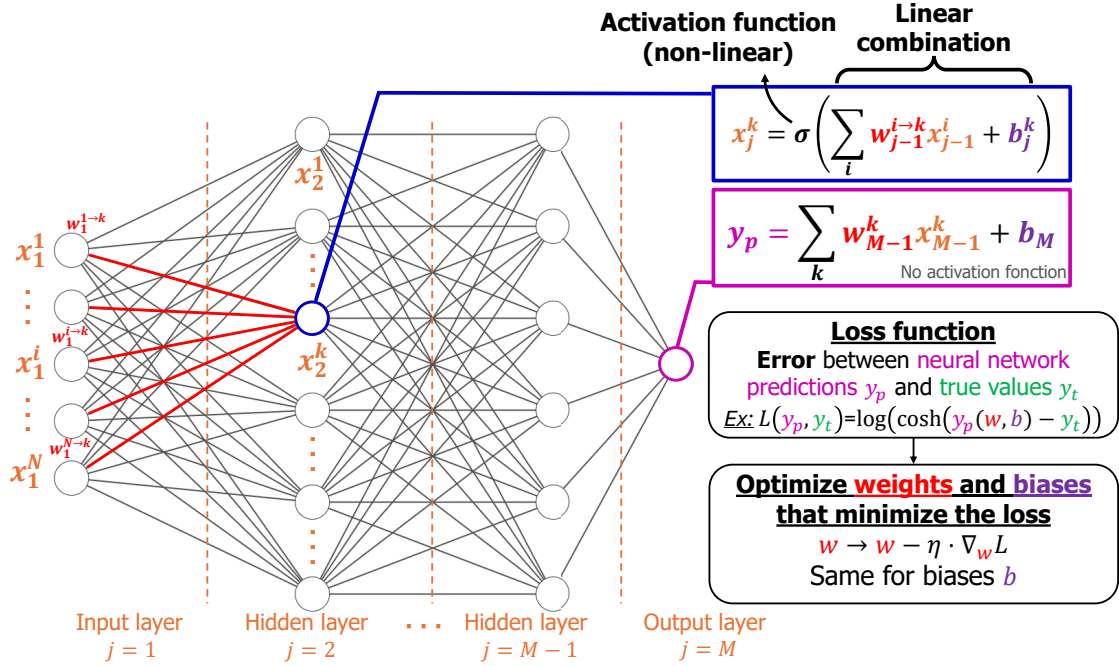 Activation function
(non-linear)
Linear
combination
x_j^k = σ(∑_i w_{j-1}^{i→k} x_{j-1}^i + b_j^k)
y_p = ∑_k w_{M-1}^k x_{M-1}^k + b_M
No activation fonction
x_2^1
w_1^{1→k}
x_1^1
w_1^{i→k}
x_1^i
x_2^k
w_1^{N→k}
x_1^N
Loss function
Error between neural network
predictions y_p and true values y_t
Ex: L(y_p, y_t)=log(cosh(y_p(w, b) − y_t))
Optimize weights and biases
that minimize the loss
w → w − η · ∇_w L
Same for biases b
Input layer
j = 1
Hidden layer
j = 2
...
Hidden layer
j = M − 1
Output layer
j = M